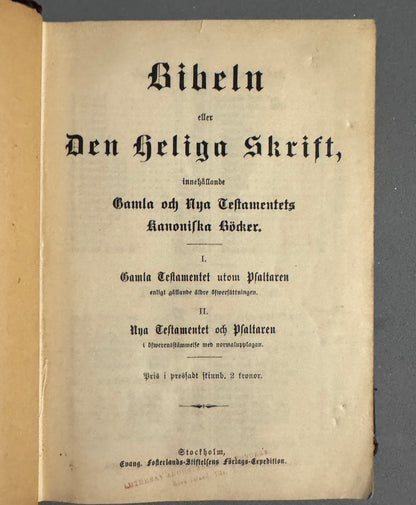 Bibeln
eller
Den Heliga Skrift,
innehållande
Gamla och Nya Testamentets
Kanoniska Böcker.
I.
Gamla Testamentet utom Psaltaren
enligt gällande äldre öfwersättningen.
II.
Nya Testamentet och Psaltaren
i öfwerensstämmelse med normalupplagan.
Pris i pressadt skinnb. 2 kronor.
Stockholm,
Evang. Fosterlands-Stiftelsens Förlags-Expedition.
LUTHERAN